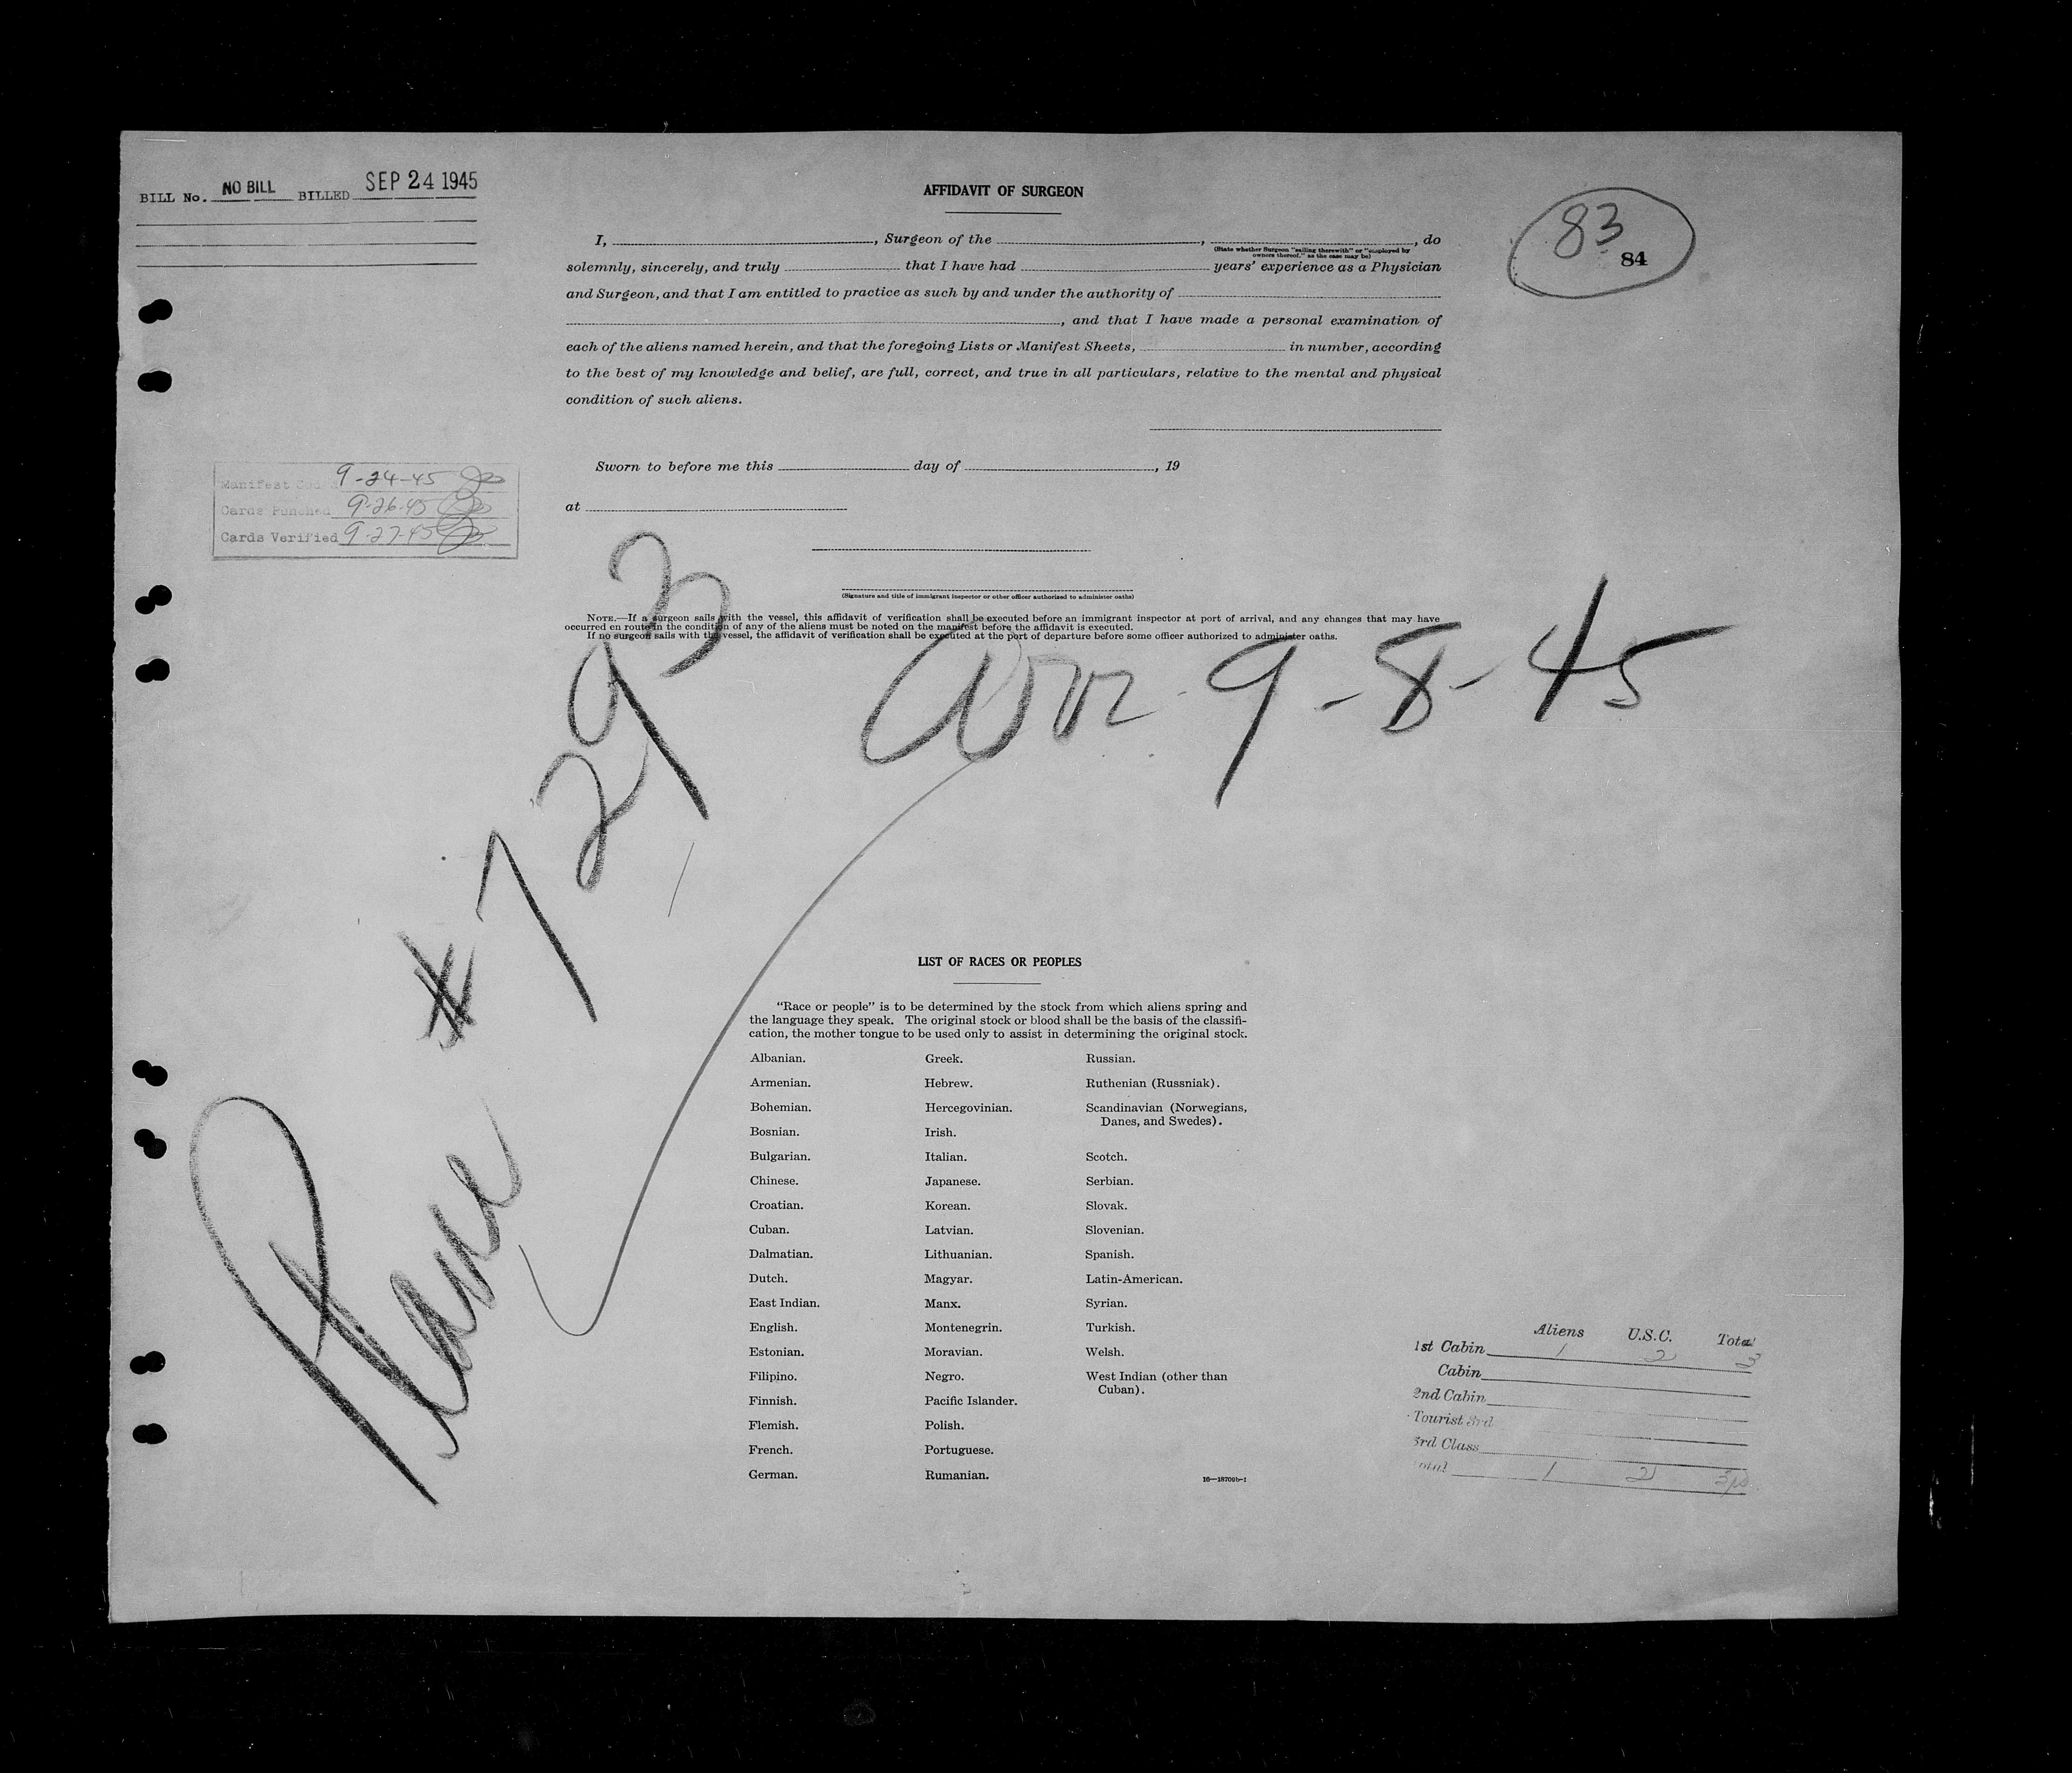 BILL No. NO BILL BILLED SEP 24 1945
AFFIDAVIT OF SURGEON
83
84
I, , Surgeon of the , , do
(State whether Surgeon "sailing therewith" or "employed by
owners thereof," as the case may be)
solemnly, sincerely, and truly that I have had years' experience as a Physician
and Surgeon, and that I am entitled to practice as such by and under the authority of
, and that I have made a personal examination of
each of the aliens named herein, and that the foregoing Lists or Manifest Sheets, in number, according
to the best of my knowledge and belief, are full, correct, and true in all particulars, relative to the mental and physical
condition of such aliens.
Sworn to before me this day of , 19
at
Manifest 9-24-45
Cards Punched 9-26-45
Cards Verified 9-27-45
(Signature and title of immigrant inspector or other officer authorized to administer oaths)
NOTE.—If a surgeon sails with the vessel, this affidavit of verification shall be executed before an immigrant inspector at port of arrival, and any changes that may have
occurred en route in the condition of any of the aliens must be noted on the manifest before the affidavit is executed.
If no surgeon sails with the vessel, the affidavit of verification shall be executed at the port of departure before some officer authorized to administer oaths.
Arr. 9-8-45
Plane #7293
LIST OF RACES OR PEOPLES
"Race or people" is to be determined by the stock from which aliens spring and
the language they speak. The original stock or blood shall be the basis of the classifi-
cation, the mother tongue to be used only to assist in determining the original stock.
Albanian.
Armenian.
Bohemian.
Bosnian.
Bulgarian.
Chinese.
Croatian.
Cuban.
Dalmatian.
Dutch.
East Indian.
English.
Estonian.
Filipino.
Finnish.
Flemish.
French.
German.
Greek.
Hebrew.
Hercegovinian.
Irish.
Italian.
Japanese.
Korean.
Latvian.
Lithuanian.
Magyar.
Manx.
Montenegrin.
Moravian.
Negro.
Pacific Islander.
Polish.
Portuguese.
Rumanian.
Russian.
Ruthenian (Russniak).
Scandinavian (Norwegians,
Danes, and Swedes).
Scotch.
Serbian.
Slovak.
Slovenian.
Spanish.
Latin-American.
Syrian.
Turkish.
Welsh.
West Indian (other than
Cuban).
16—18709b-1
Aliens U.S.C. Total
1st Cabin 1 2 3
Cabin
2nd Cabin
Tourist 3rd
3rd Class
Total 1 2 3